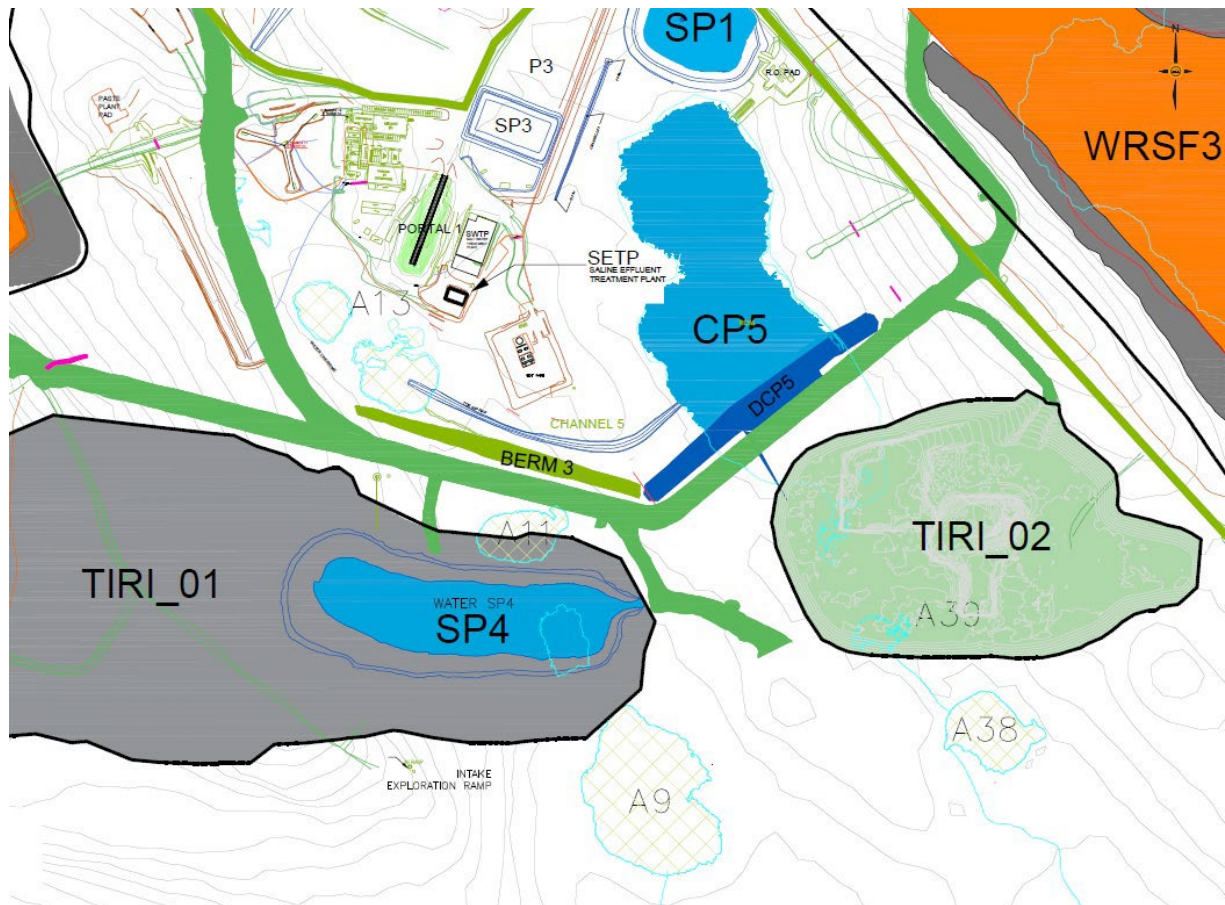 SP1
N
P3
R.O. PAD
PASTE
PLANT
PAD
SP3
WRSF3
PORTAL 1
SWTP
SETP
SALINE EFFLUENT
TREATMENT PLANT
A13
CP5
DCP5
CHANNEL 5
BERM 3
A11
TIRI_02
TIRI_01
WATER SP4
SP4
A39
A38
INTAKE
EXPLORATION RAMP
A9